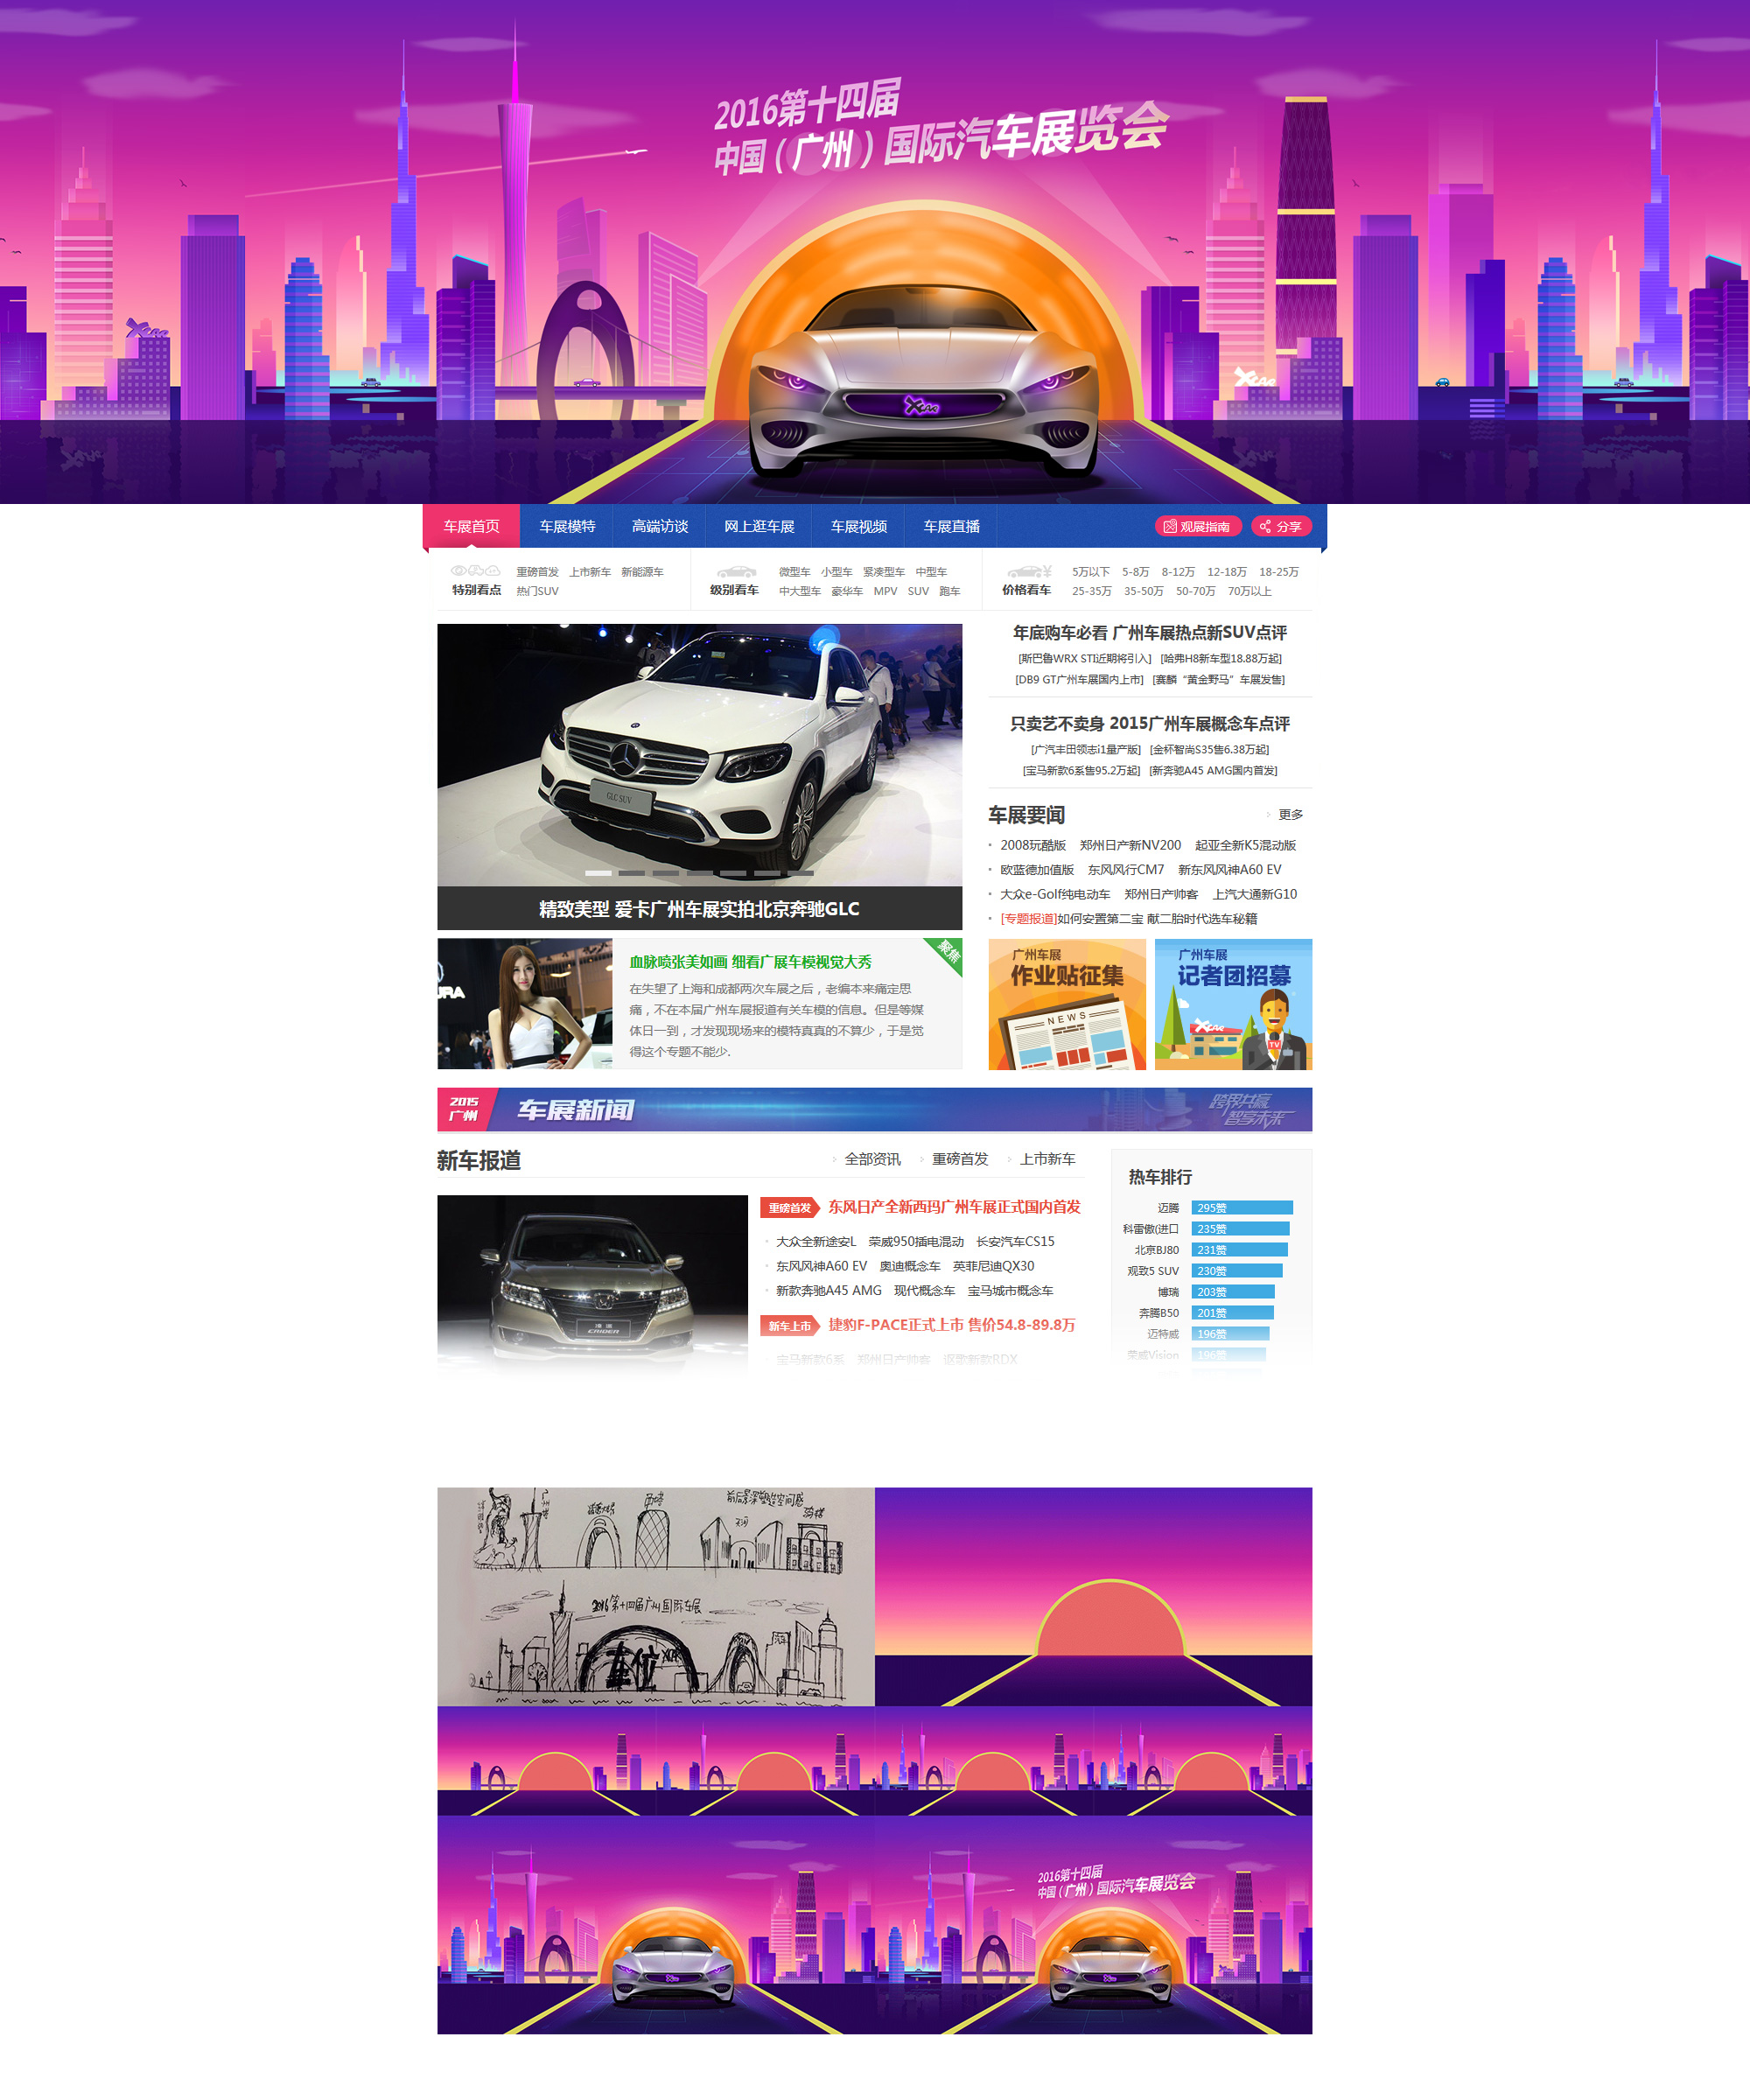 2016第十四届
中国（广州）国际汽车展览会
Xcar
Xcar
Xcar
车展首页 车展模特 高端访谈 网上逛车展 车展视频 车展直播 观展指南 分享
特别看点 重磅首发 上市新车 新能源车
热门SUV
级别看车 微型车 小型车 紧凑型车 中型车
中大型车 豪华车 MPV SUV 跑车
价格看车 5万以下 5-8万 8-12万 12-18万 18-25万
25-35万 35-50万 50-70万 70万以上
GLC SUV
精致美型 爱卡广州车展实拍北京奔驰GLC
年底购车必看 广州车展热点新SUV点评
[斯巴鲁WRX STI近期将引入] [哈弗H8新车型18.88万起]
[DB9 GT广州车展国内上市] [赛麟“黄金野马”车展发售]
只卖艺不卖身 2015广州车展概念车点评
[广汽丰田领志i1量产版] [金杯智尚S35售6.38万起]
[宝马新款6系售95.2万起] [新奔驰A45 AMG国内首发]
车展要闻 更多
2008玩酷版 郑州日产新NV200 起亚全新K5混动版
欧蓝德加值版 东风风行CM7 新东风风神A60 EV
大众e-Golf纯电动车 郑州日产帅客 上汽大通新G10
[专题报道]如何安置第二宝 献二胎时代选车秘籍
URA
血脉喷张美如画 细看广展车模视觉大秀
聚焦
在失望了上海和成都两次车展之后，老编本来痛定思
痛，不在本届广州车展报道有关车模的信息。但是等媒
体日一到，才发现现场来的模特真真的不算少，于是觉
得这个专题不能少.
广州车展
作业贴征集
NEWS
广州车展
记者团招募
Xcar
TV
2015
广州
车展新闻
跨界共赢
智享未来
新车报道 全部资讯 重磅首发 上市新车
CRIDER
重磅首发 东风日产全新西玛广州车展正式国内首发
大众全新途安L 荣威950插电混动 长安汽车CS15
东风风神A60 EV 奥迪概念车 英菲尼迪QX30
新款奔驰A45 AMG 现代概念车 宝马城市概念车
新车上市 捷豹F-PACE正式上市 售价54.8-89.8万
宝马新款6系 郑州日产帅客 讴歌新款RDX
热车排行
迈腾 295赞
科雷傲(进口 235赞
北京BJ80 231赞
观致5 SUV 230赞
博瑞 203赞
奔腾B50 201赞
迈特威 196赞
荣威Vision 196赞
广州塔
西塔
前后景深塑造空间感
2016第十四届广州国际车展
车位
2016第十四届
中国（广州）国际汽车展览会